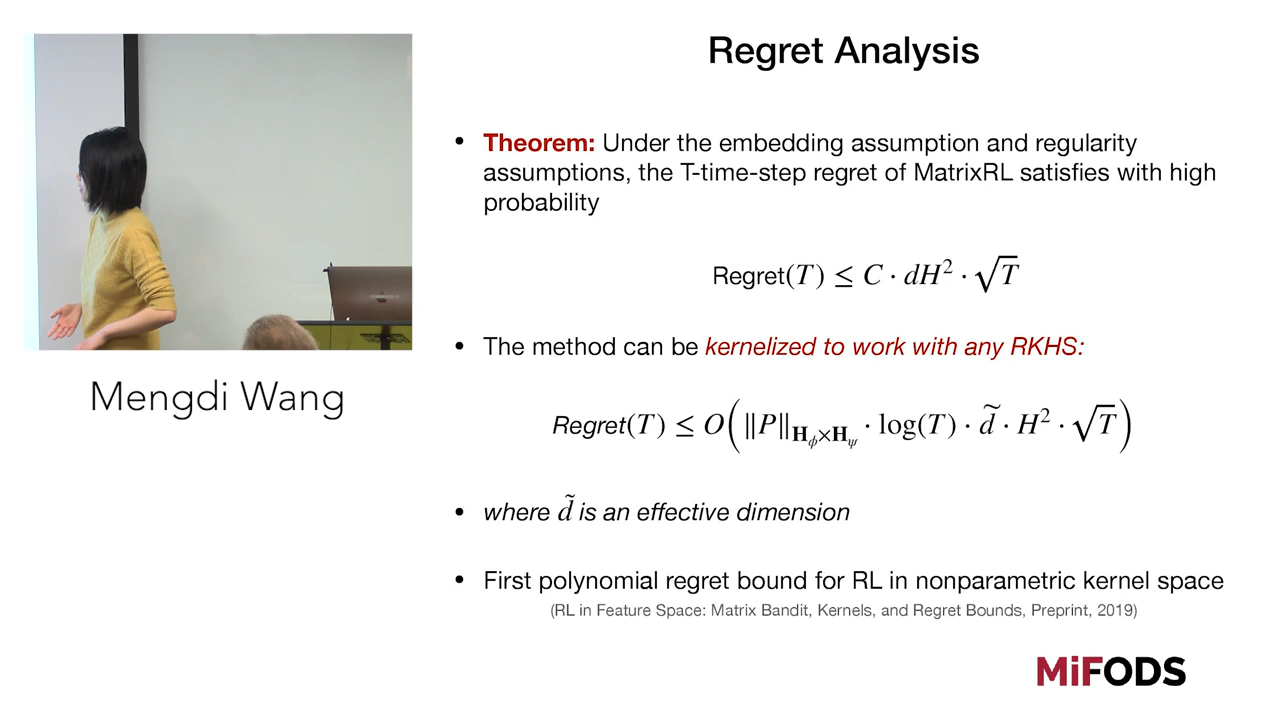 Regret Analysis
• Theorem: Under the embedding assumption and regularity
assumptions, the T-time-step regret of MatrixRL satisfies with high
probability
Regret(T) ≤ C · dH² · √T
• The method can be kernelized to work with any RKHS:
Regret(T) ≤ O(‖P‖_{H_ϕ×H_ψ} · log(T) · d̃ · H² · √T)
• where d̃ is an effective dimension
• First polynomial regret bound for RL in nonparametric kernel space
(RL in Feature Space: Matrix Bandit, Kernels, and Regret Bounds, Preprint, 2019)
Mengdi Wang
MiFODS